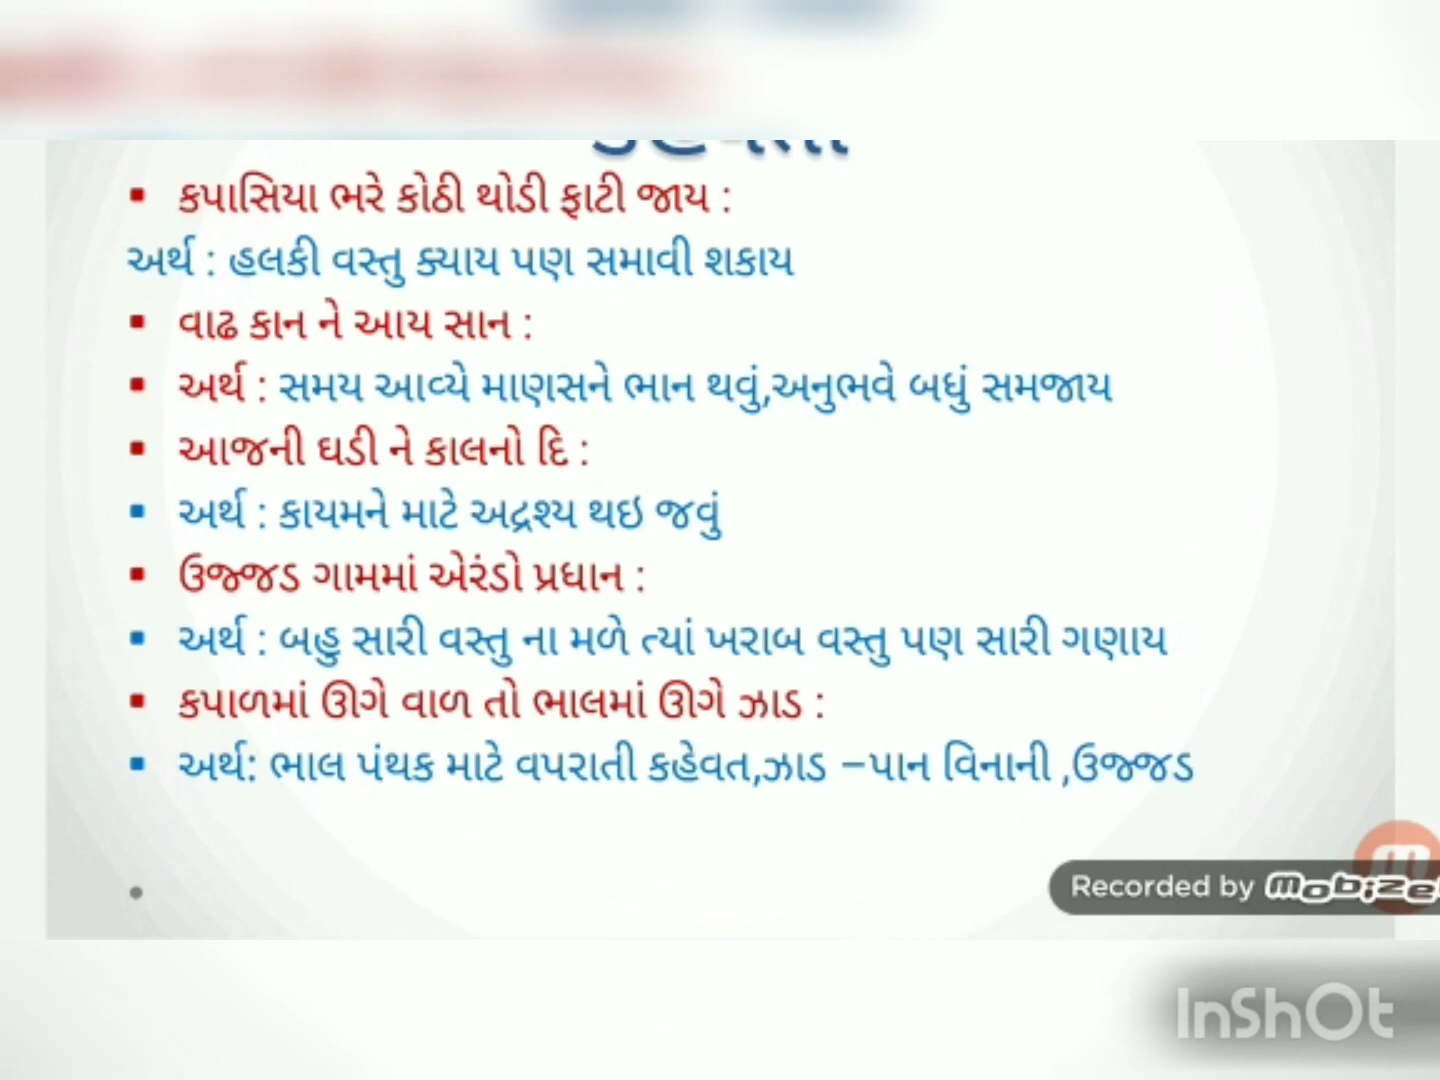 કપાસિયા ભરે કોઠી થોડી ફાટી જાય :
અર્થ : હલકી વસ્તુ ક્યાય પણ સમાવી શકાય
વાઢ કાન ને આય સાન :
અર્થ : સમય આવ્યે માણસને ભાન થવું,અનુભવે બધું સમજાય
આજની ઘડી ને કાલનો દિ :
અર્થ : કાયમને માટે અદ્રશ્ય થઇ જવું
ઉજ્જડ ગામમાં એરંડો પ્રધાન :
અર્થ : બહુ સારી વસ્તુ ના મળે ત્યાં ખરાબ વસ્તુ પણ સારી ગણાય
કપાળમાં ઊગે વાળ તો ભાલમાં ઊગે ઝાડ :
અર્થ: ભાલ પંથક માટે વપરાતી કહેવત,ઝાડ –પાન વિનાની ,ઉજ્જડ
Recorded by mobize
InShOt